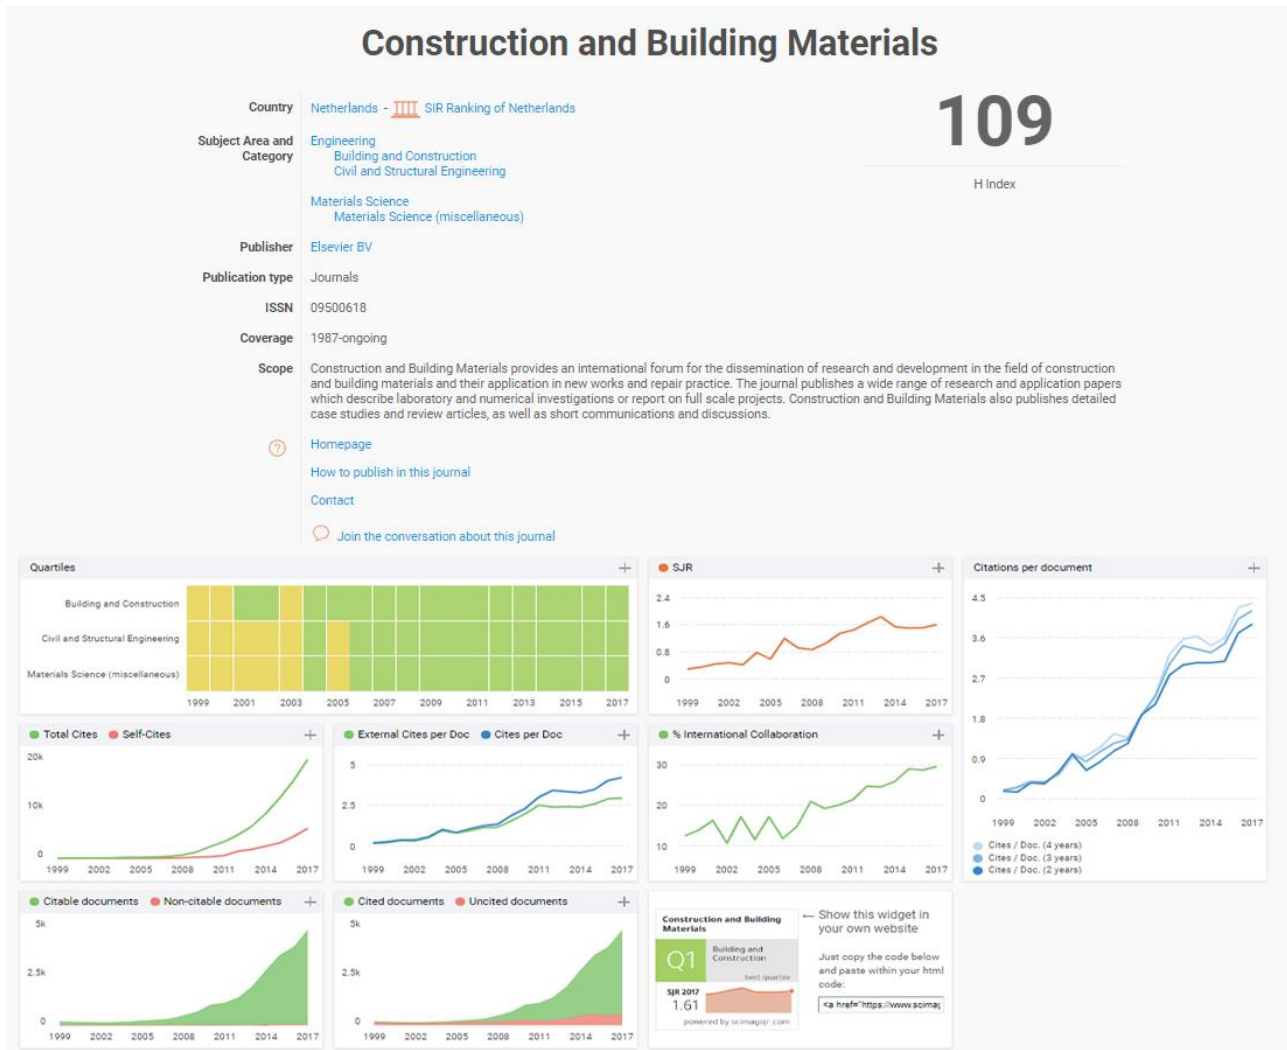 Construction and Building Materials
Country Netherlands - SIR Ranking of Netherlands
Subject Area and Category
Engineering
Building and Construction
Civil and Structural Engineering
Materials Science
Materials Science (miscellaneous)
Publisher Elsevier BV
Publication type Journals
ISSN 09500618
Coverage 1987-ongoing
Scope Construction and Building Materials provides an international forum for the dissemination of research and development in the field of construction
and building materials and their application in new works and repair practice. The journal publishes a wide range of research and application papers
which describe laboratory and numerical investigations or report on full scale projects. Construction and Building Materials also publishes detailed
case studies and review articles, as well as short communications and discussions.
? Homepage
How to publish in this journal
Contact
Join the conversation about this journal
109
H Index
Quartiles +
Building and Construction
Civil and Structural Engineering
Materials Science (miscellaneous)
1999 2001 2003 2005 2007 2009 2011 2013 2015 2017
SJR +
2.4
1.6
0.8
0
1999 2002 2005 2008 2011 2014 2017
Citations per document +
4.5
3.6
2.7
1.8
0.9
0
1999 2002 2005 2008 2011 2014 2017
Cites / Doc. (4 years)
Cites / Doc. (3 years)
Cites / Doc. (2 years)
Total Cites Self-Cites +
20k
10k
0
1999 2002 2005 2008 2011 2014 2017
External Cites per Doc Cites per Doc +
5
2.5
0
1999 2002 2005 2008 2011 2014 2017
% International Collaboration +
30
20
10
1999 2002 2005 2008 2011 2014 2017
Citable documents Non-citable documents +
5k
2.5k
0
1999 2002 2005 2008 2011 2014 2017
Cited documents Uncited documents +
5k
2.5k
0
1999 2002 2005 2008 2011 2014 2017
Construction and Building
Materials
Q1 Building and
Construction
best quartile
SJR 2017
1.61
powered by scimagojr.com
← Show this widget in
your own website
Just copy the code below
and paste within your html
code:
<a href="https://www.scimag